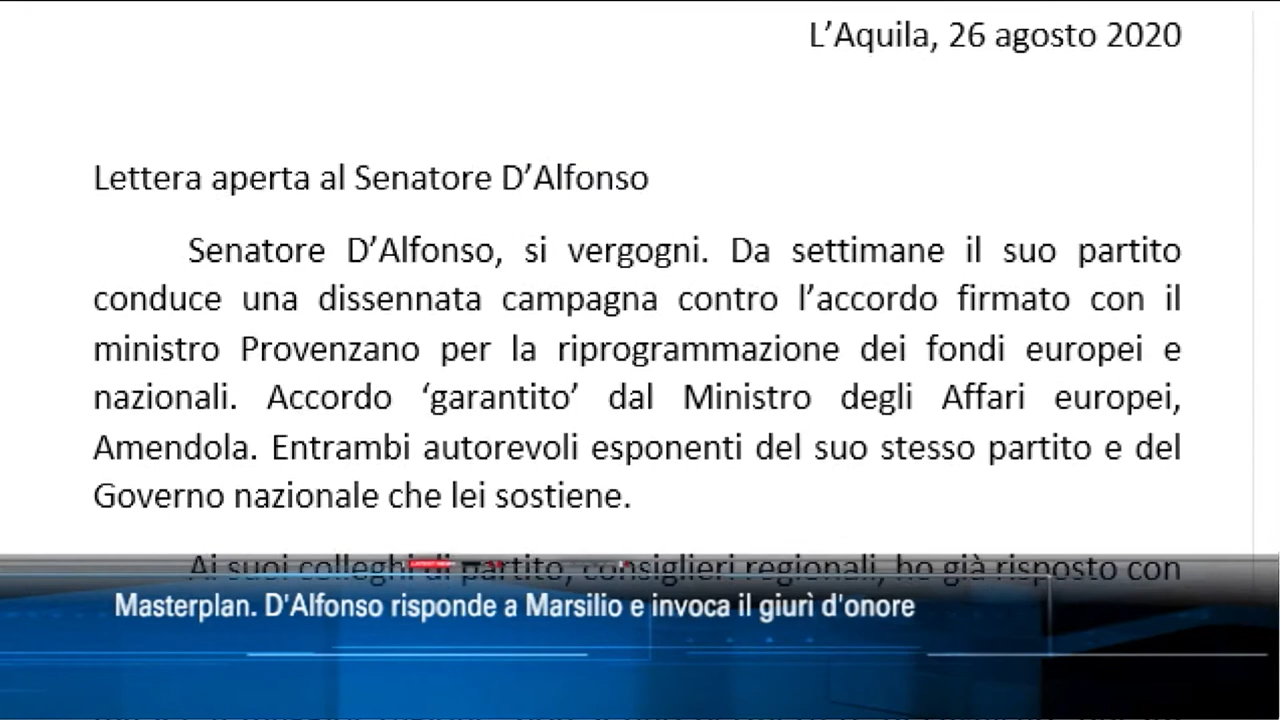 L’Aquila, 26 agosto 2020
Lettera aperta al Senatore D’Alfonso
Senatore D’Alfonso, si vergogni. Da settimane il suo partito
conduce una dissennata campagna contro l’accordo firmato con il
ministro Provenzano per la riprogrammazione dei fondi europei e
nazionali. Accordo ‘garantito’ dal Ministro degli Affari europei,
Amendola. Entrambi autorevoli esponenti del suo stesso partito e del
Governo nazionale che lei sostiene.
Ai suoi colleghi di partito, consiglieri regionali, ho già risposto con
Masterplan. D'Alfonso risponde a Marsilio e invoca il giurì d'onore